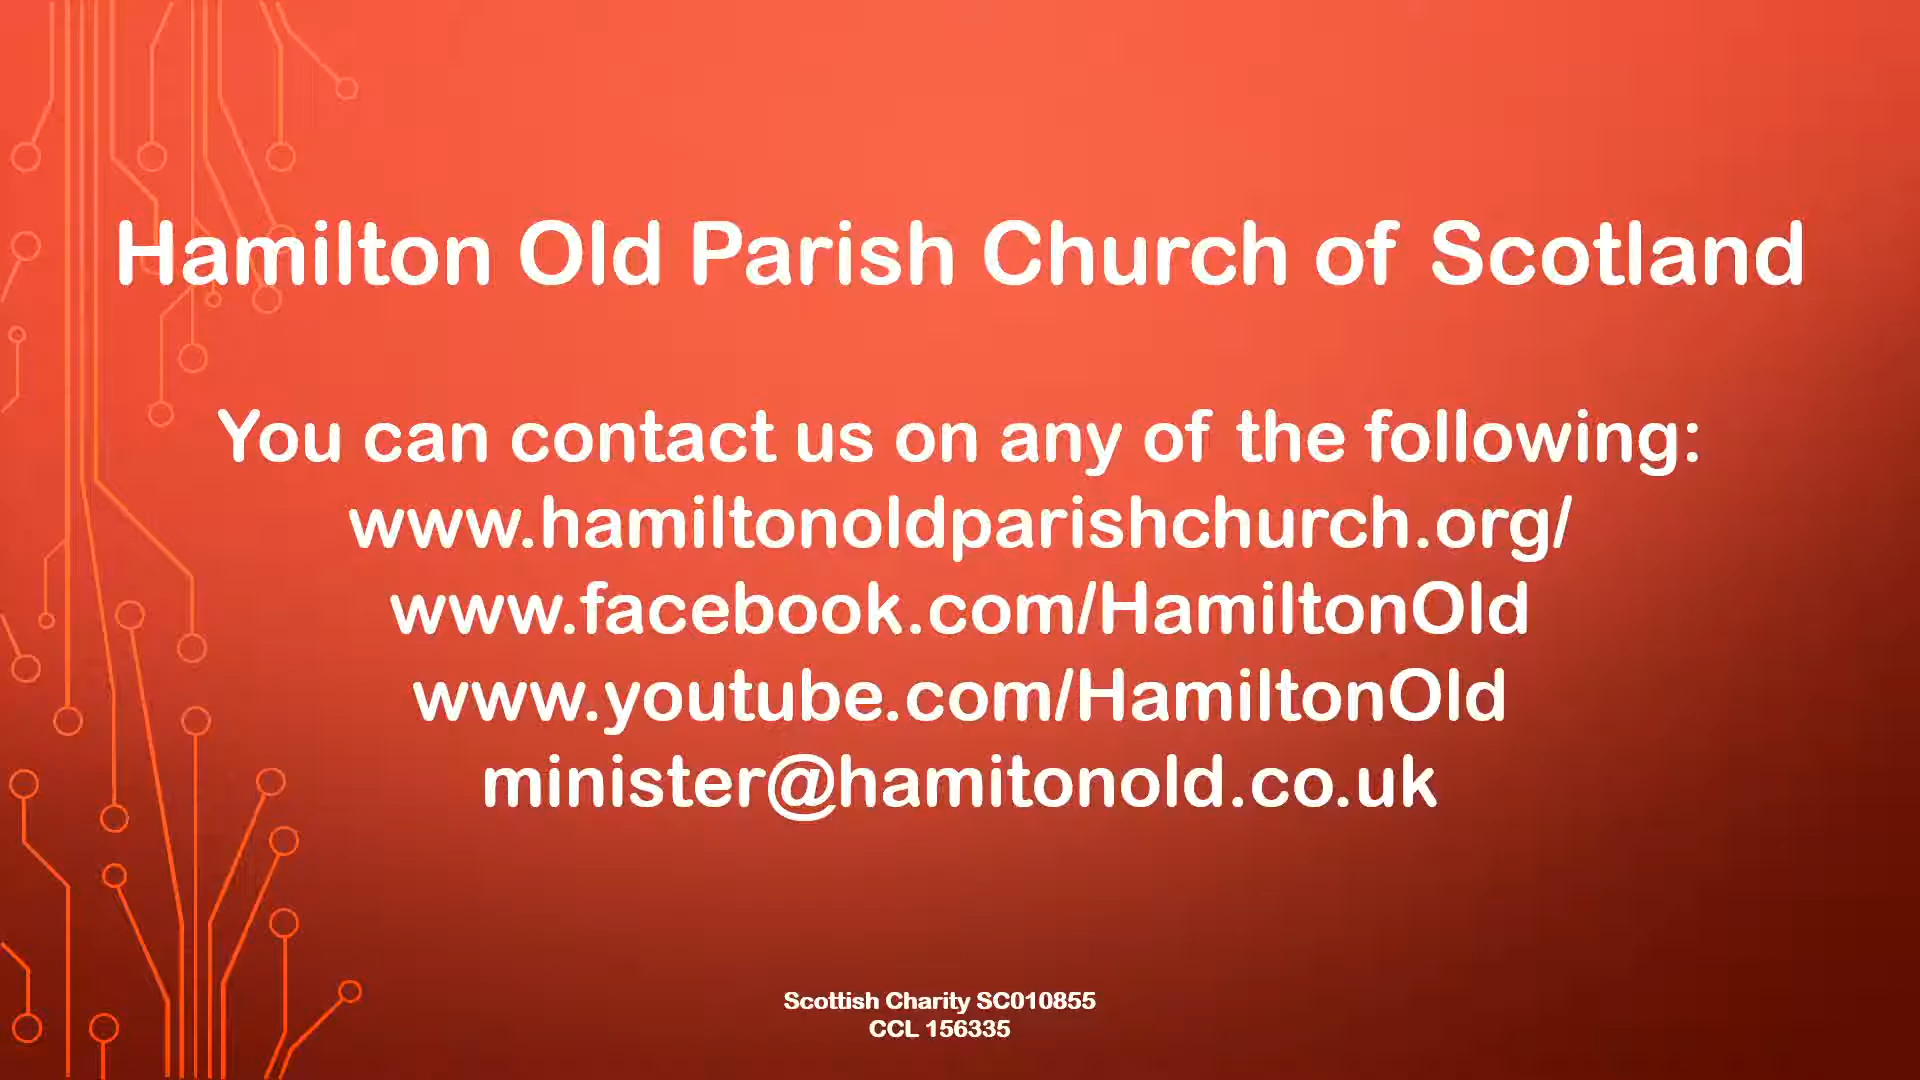 Hamilton Old Parish Church of Scotland
You can contact us on any of the following:
www.hamiltonoldparishchurch.org/
www.facebook.com/HamiltonOld
www.youtube.com/HamiltonOld
minister@hamitonold.co.uk
Scottish Charity SC010855
CCL 156335